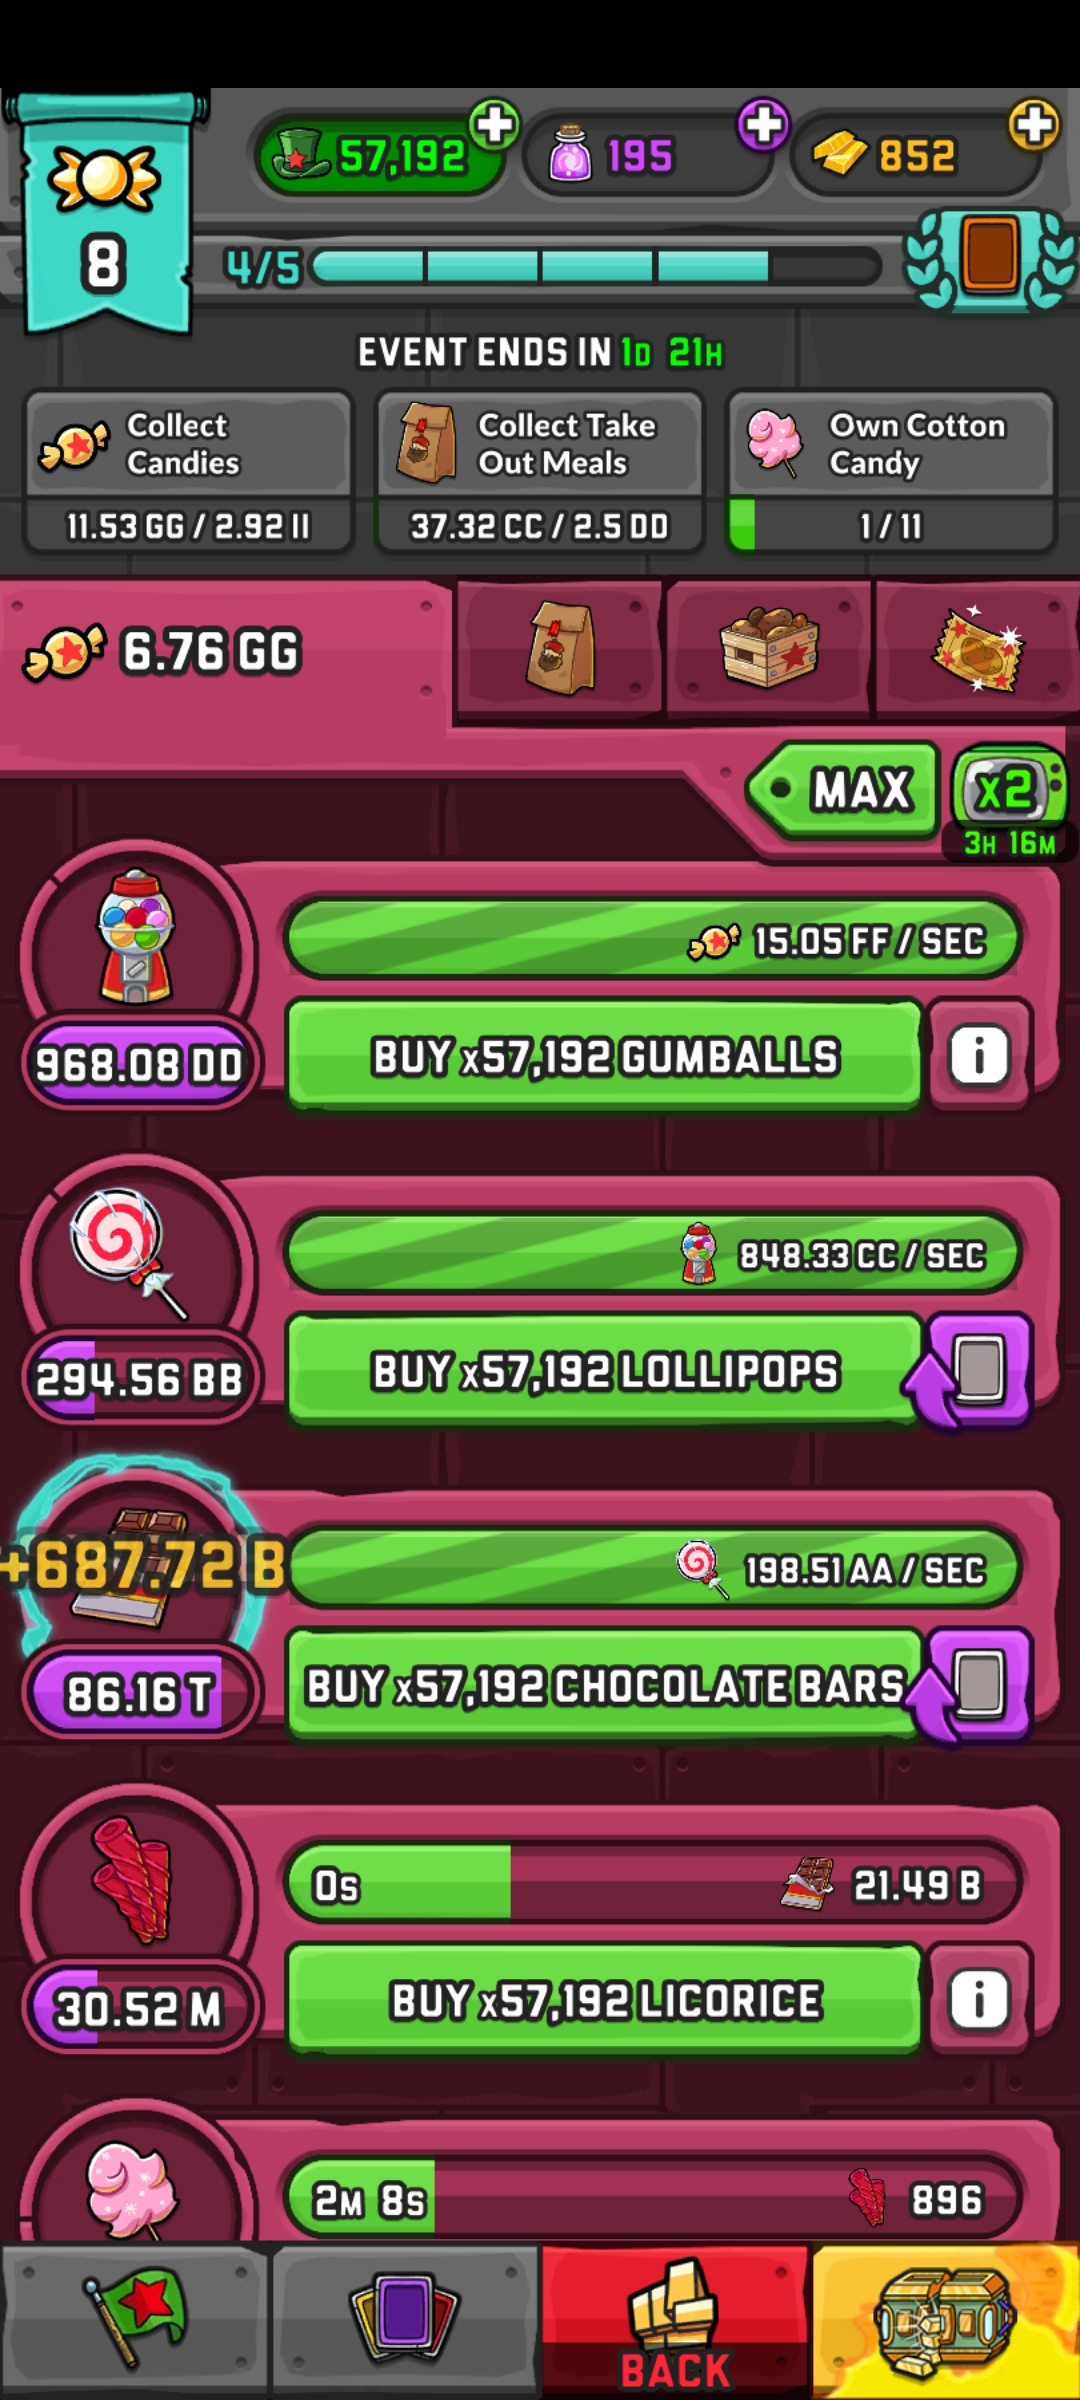 57,192
195
852
8
4/5
EVENT ENDS IN 1D 21H
Collect
Candies
11.53 GG / 2.92 II
Collect Take
Out Meals
37.32 CC / 2.5 DD
Own Cotton
Candy
1 / 11
6.76 GG
MAX
x2
3H 16M
15.05 FF / SEC
968.08 DD
BUY x57,192 GUMBALLS
i
848.33 CC / SEC
294.56 BB
BUY x57,192 LOLLIPOPS
+687.72 B
198.51 AA / SEC
86.16 T
BUY x57,192 CHOCOLATE BARS
0S
21.49 B
30.52 M
BUY x57,192 LICORICE
i
2M 8S
896
BACK